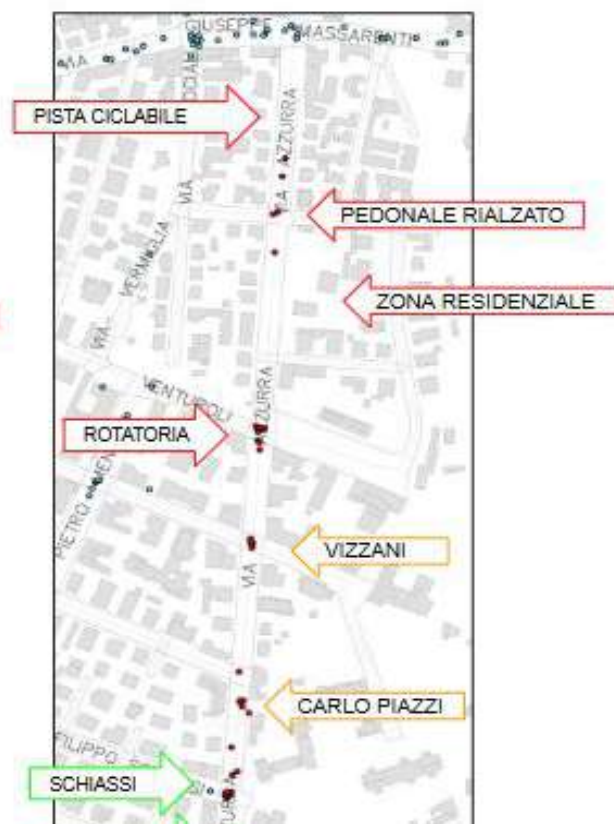 GIUSEPPE
MASSARENTI
VIA
PISTA CICLABILE
VIA AZZURRA
VIA
PEDONALE RIALZATO
VERMIGLIA
ZONA RESIDENZIALE
VIA
AZZURRA
VENTUROLI
ROTATORIA
PIETRO
VIZZANI
VIA
CARLO PIAZZI
FILIPPO
SCHIASSI